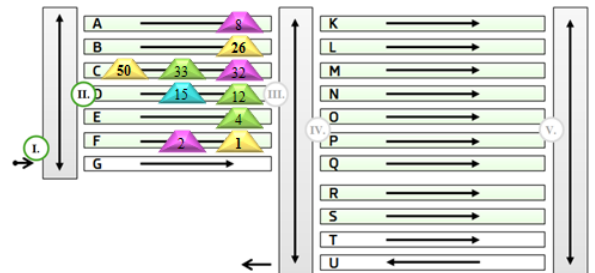 A 8 K
B 26 L
C 50 33 32 M
II. D 15 12 III. N
E 4 O
I. F 2 1 IV. P V.
G Q
R
S
T
U